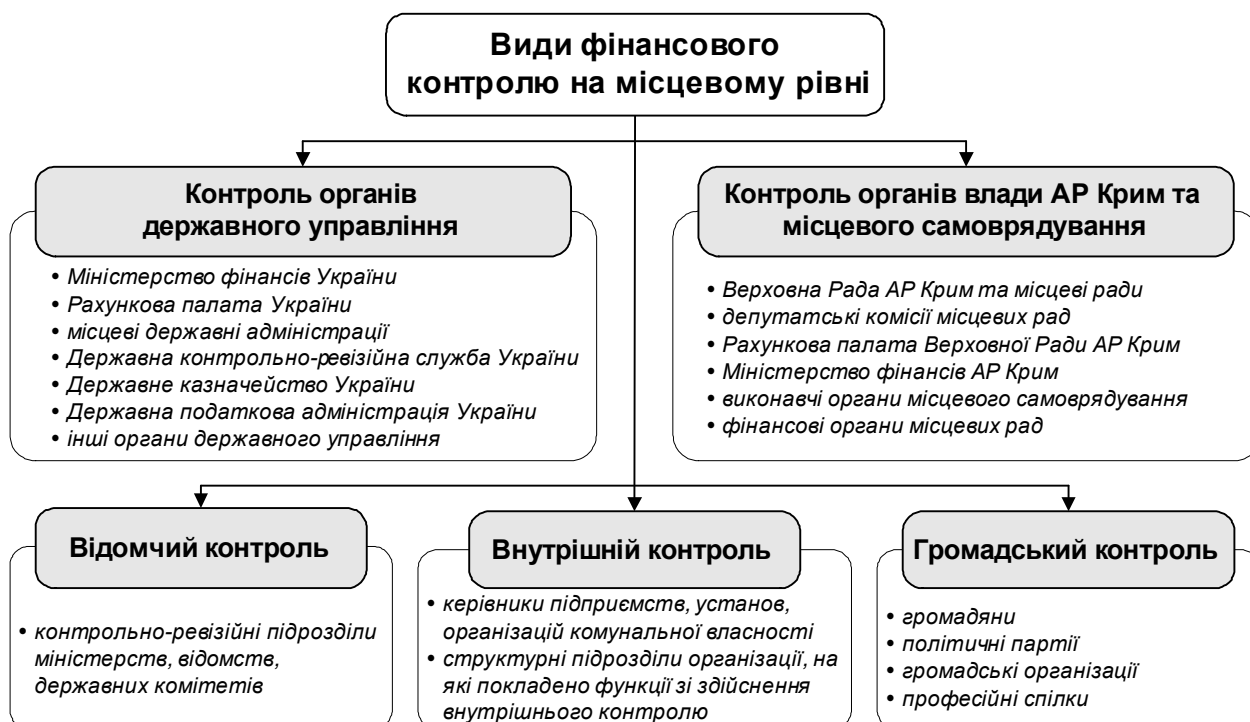 Види фінансового
контролю на місцевому рівні
Контроль органів
державного управління
• Міністерство фінансів України
• Рахункова палата України
• місцеві державні адміністрації
• Державна контрольно-ревізійна служба України
• Державне казначейство України
• Державна податкова адміністрація України
• інші органи державного управління
Контроль органів влади АР Крим та
місцевого самоврядування
• Верховна Рада АР Крим та місцеві ради
• депутатські комісії місцевих рад
• Рахункова палата Верховної Ради АР Крим
• Міністерство фінансів АР Крим
• виконавчі органи місцевого самоврядування
• фінансові органи місцевих рад
Відомчий контроль
• контрольно-ревізійні підрозділи
міністерств, відомств,
державних комітетів
Внутрішній контроль
• керівники підприємств, установ,
організацій комунальної власності
• структурні підрозділи організації, на
які покладено функції зі здійснення
внутрішнього контролю
Громадський контроль
• громадяни
• політичні партії
• громадські організації
• професійні спілки